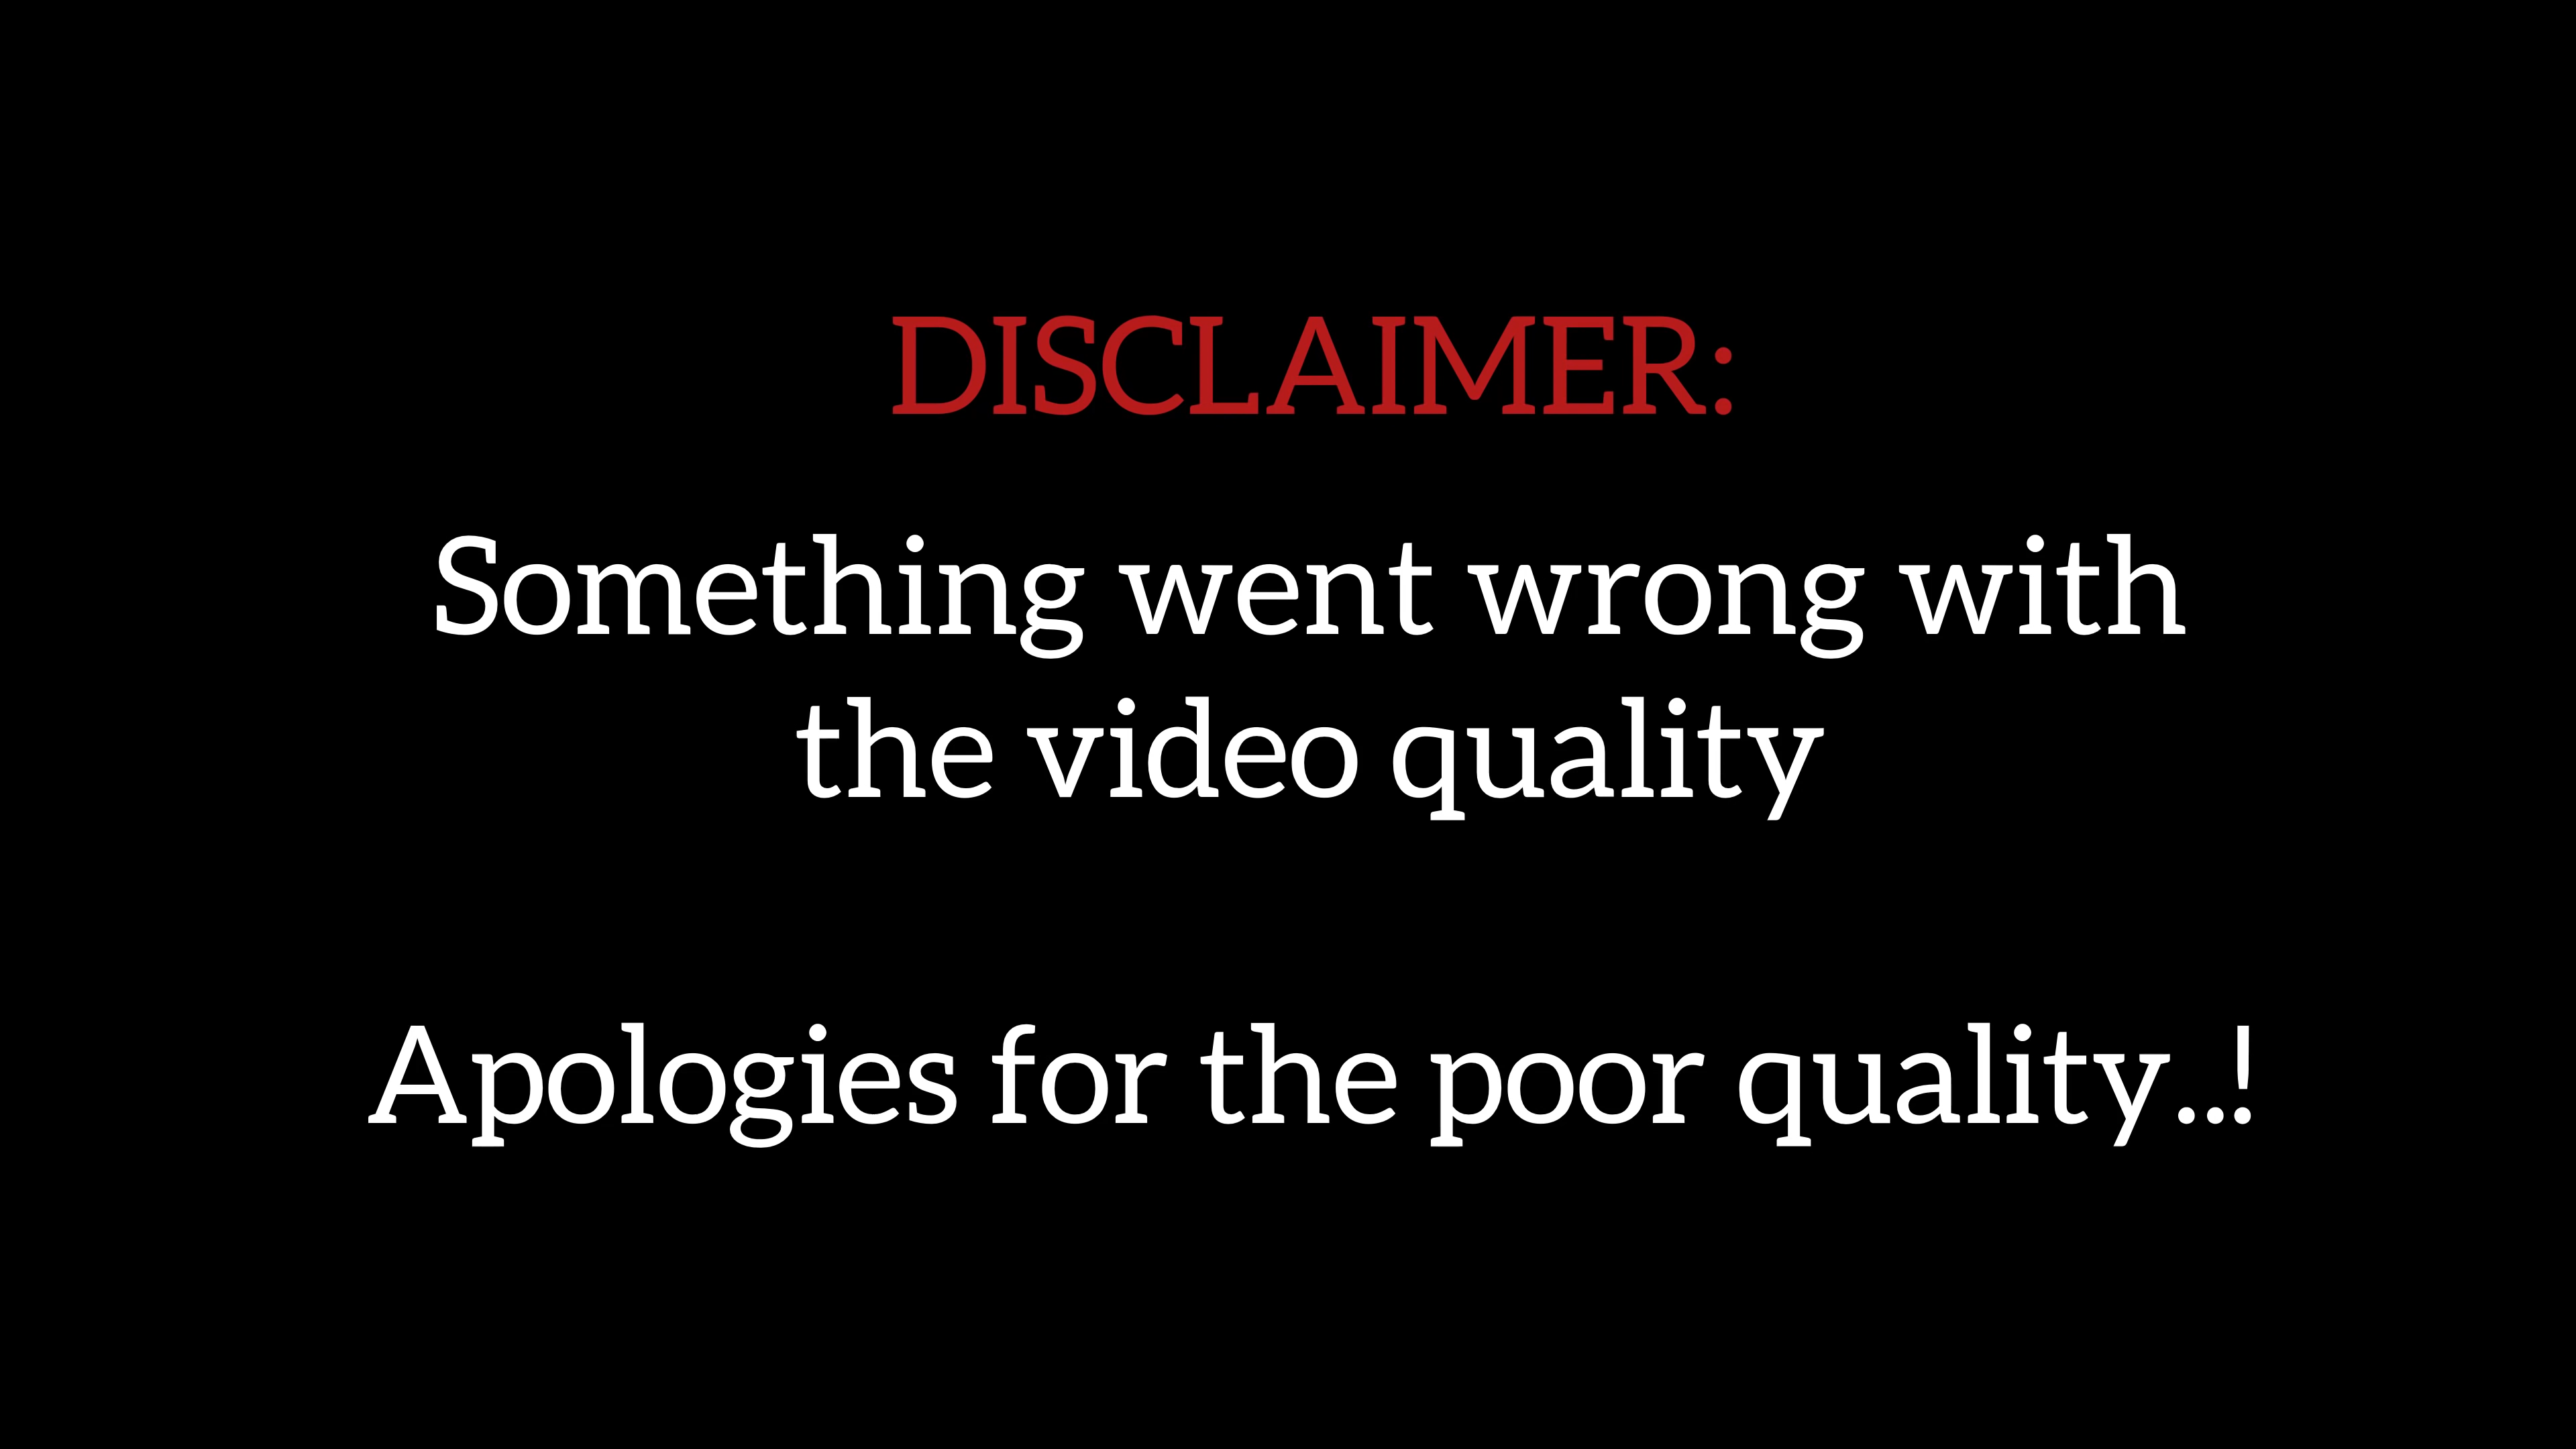 DISCLAIMER:
Something went wrong with
the video quality
Apologies for the poor quality..!